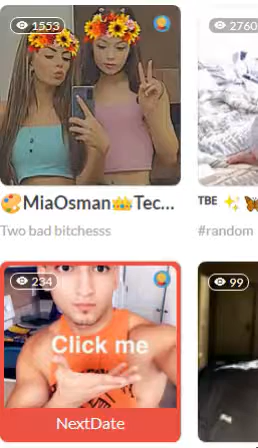 1553
2760
🎨MiaOsman👑Tec...
TBE ✨🦋
Two bad bitchesss
#random
234
99
Click me
NextDate